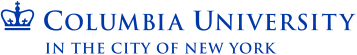 COLUMBIA UNIVERSITY
IN THE CITY OF NEW YORK